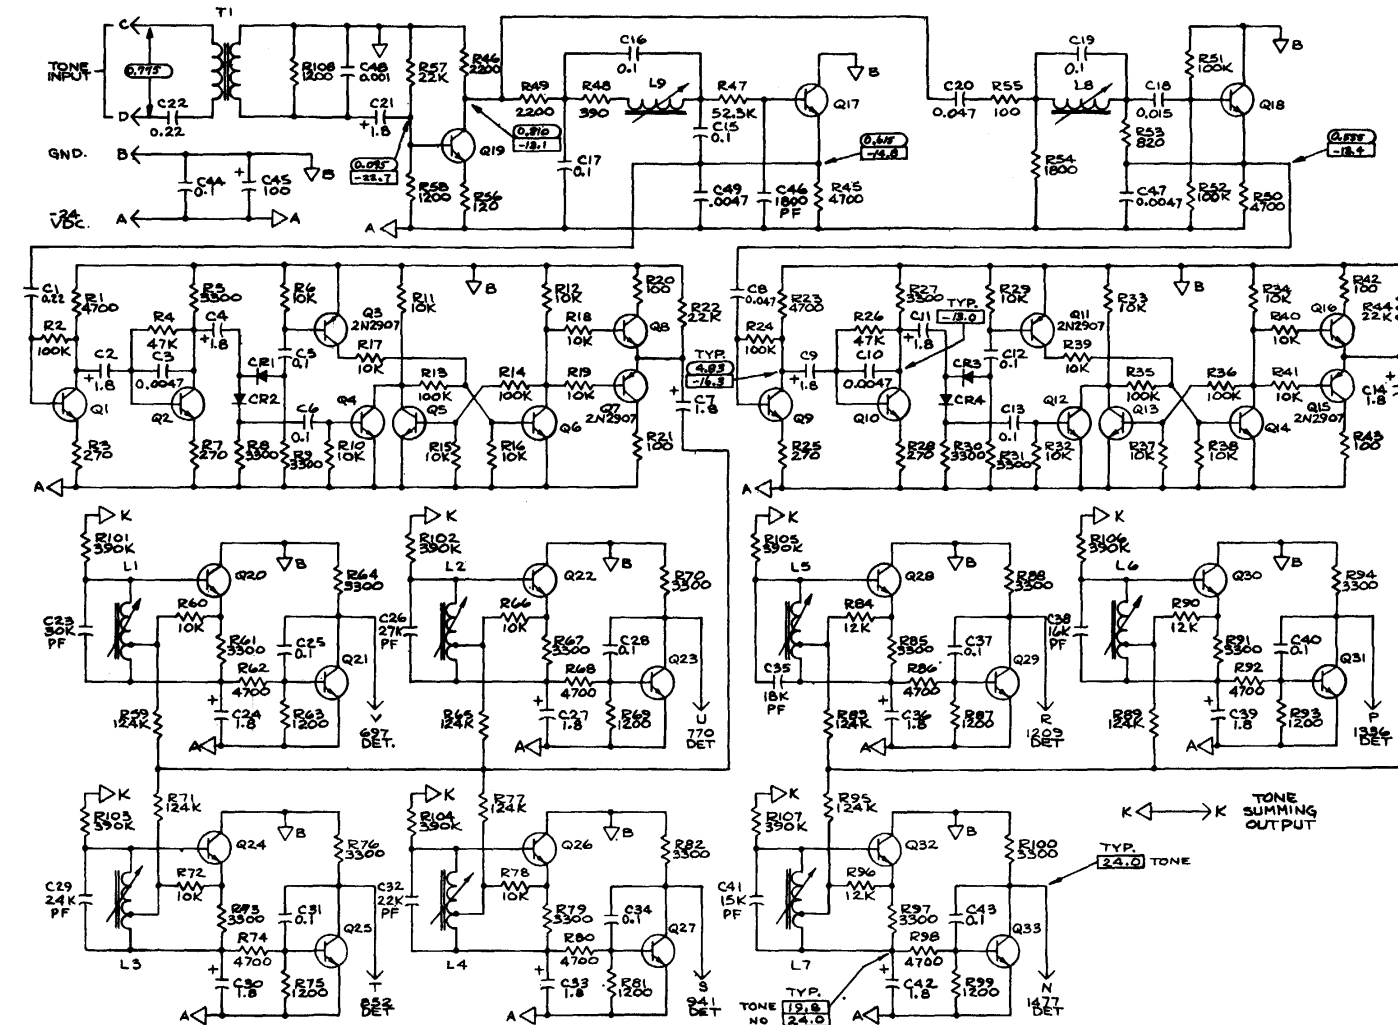 T1
TONE
INPUT
C
D
0.775
C22
0.22
GND.
B
-24
VDC.
A
C44
0.1
C45
100
B
A
R108
1200
C48
0.001
C21
1.8
R57
22K
R58
1200
0.095
-22.7
Q19
R46
2200
R56
120
0.810
-13.1
R49
2200
R48
390
C16
0.1
L9
C17
0.1
C15
0.1
R47
52.3K
C49
.0047
C46
1800
PF
R45
4700
Q17
B
0.615
-14.8
C20
0.047
R55
100
R54
1800
C19
0.1
L8
R53
820
C18
0.015
C47
0.0047
R51
100K
R52
100K
R50
4700
Q18
B
-13.4
A
C1
0.22
R1
4700
R2
100K
Q1
R3
270
C2
1.8
R4
47K
C3
0.0047
Q2
R5
3300
R7
270
C4
1.8
CR1
CR2
R8
3300
R6
10K
C5
0.1
R9
3300
C6
0.1
Q3
2N2907
R17
10K
Q4
R10
10K
R11
10K
R13
100K
Q5
R15
10K
R14
100K
R16
10K
B
R12
10K
R18
10K
R19
10K
Q6
Q8
Q7
2N2907
R20
100
R21
100
R22
22K
C7
1.8
A
C8
0.047
R23
4700
R24
100K
TYP.
4.83
-16.3
Q9
R25
270
C9
1.8
R26
47K
C10
0.0047
Q10
R27
3300
R28
270
TYP.
-13.0
C11
1.8
CR3
CR4
R30
3300
R29
10K
C12
0.1
R31
3300
C13
0.1
Q11
2N2907
R39
10K
Q12
R32
10K
R33
10K
R35
100K
Q13
R37
10K
R36
100K
R38
10K
B
R34
10K
R40
10K
R41
10K
Q14
Q16
Q15
2N2907
R42
100
R43
100
R44
22K
C14
1.8
A
K
R101
390K
L1
C23
30K
PF
R60
10K
R59
124K
Q20
B
R61
3300
R62
4700
C24
1.8
C25
0.1
R63
1200
R64
3300
Q21
V
697
DET.
A
K
R102
390K
L2
C26
27K
PF
R66
10K
R65
124K
Q22
B
R67
3300
R68
4700
C27
1.8
C28
0.1
R69
1200
R70
3300
Q23
U
770
DET
A
K
R105
390K
L5
C35
18K
PF
R84
12K
R83
124K
Q28
B
R85
3300
R86
4700
C36
1.8
C37
0.1
R87
1200
R88
3300
Q29
R
1209
DET
A
K
R106
390K
L6
C38
16K
PF
R90
12K
R89
124K
Q30
B
R91
3300
R92
4700
C39
1.8
C40
0.1
R93
1200
R94
3300
Q31
P
1336
DET
A
K
R103
390K
R71
124K
C29
24K
PF
L3
R72
10K
Q24
B
R73
3300
R74
4700
C30
1.8
C31
0.1
R75
1200
R76
3300
Q25
T
852
DET
A
K
R104
390K
R77
124K
C32
22K
PF
L4
R78
10K
Q26
B
R79
3300
R80
4700
C33
1.8
C34
0.1
R81
1200
R82
3300
Q27
S
941
DET
A
K
R107
390K
R95
124K
C41
15K
PF
L7
R96
12K
Q32
B
R97
3300
R98
4700
C42
1.8
C43
0.1
R99
1200
R100
3300
Q33
N
1477
DET
A
TYP.
TONE 19.8
NO 24.0
K K
TONE
SUMMING
OUTPUT
TYP.
24.0 TONE